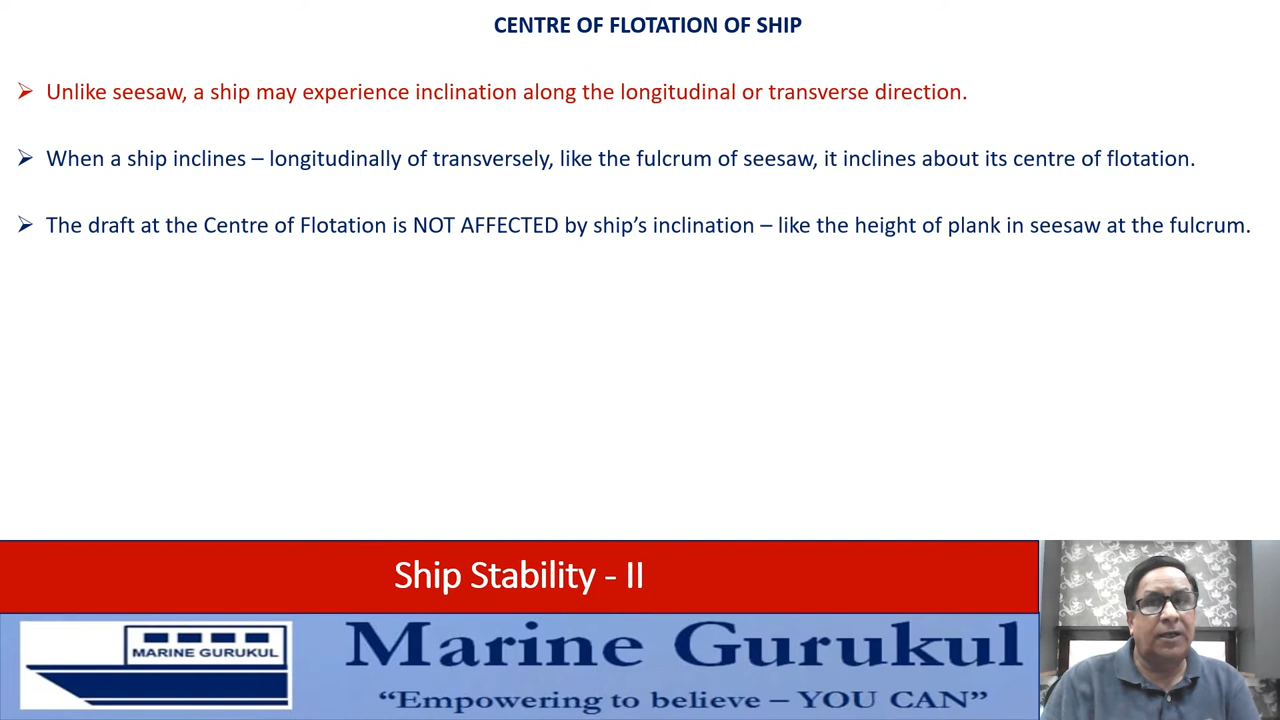 CENTRE OF FLOTATION OF SHIP
Unlike seesaw, a ship may experience inclination along the longitudinal or transverse direction.
When a ship inclines – longitudinally of transversely, like the fulcrum of seesaw, it inclines about its centre of flotation.
The draft at the Centre of Flotation is NOT AFFECTED by ship’s inclination – like the height of plank in seesaw at the fulcrum.
Ship Stability - II
MARINE GURUKUL
Marine Gurukul
“Empowering to believe – YOU CAN”